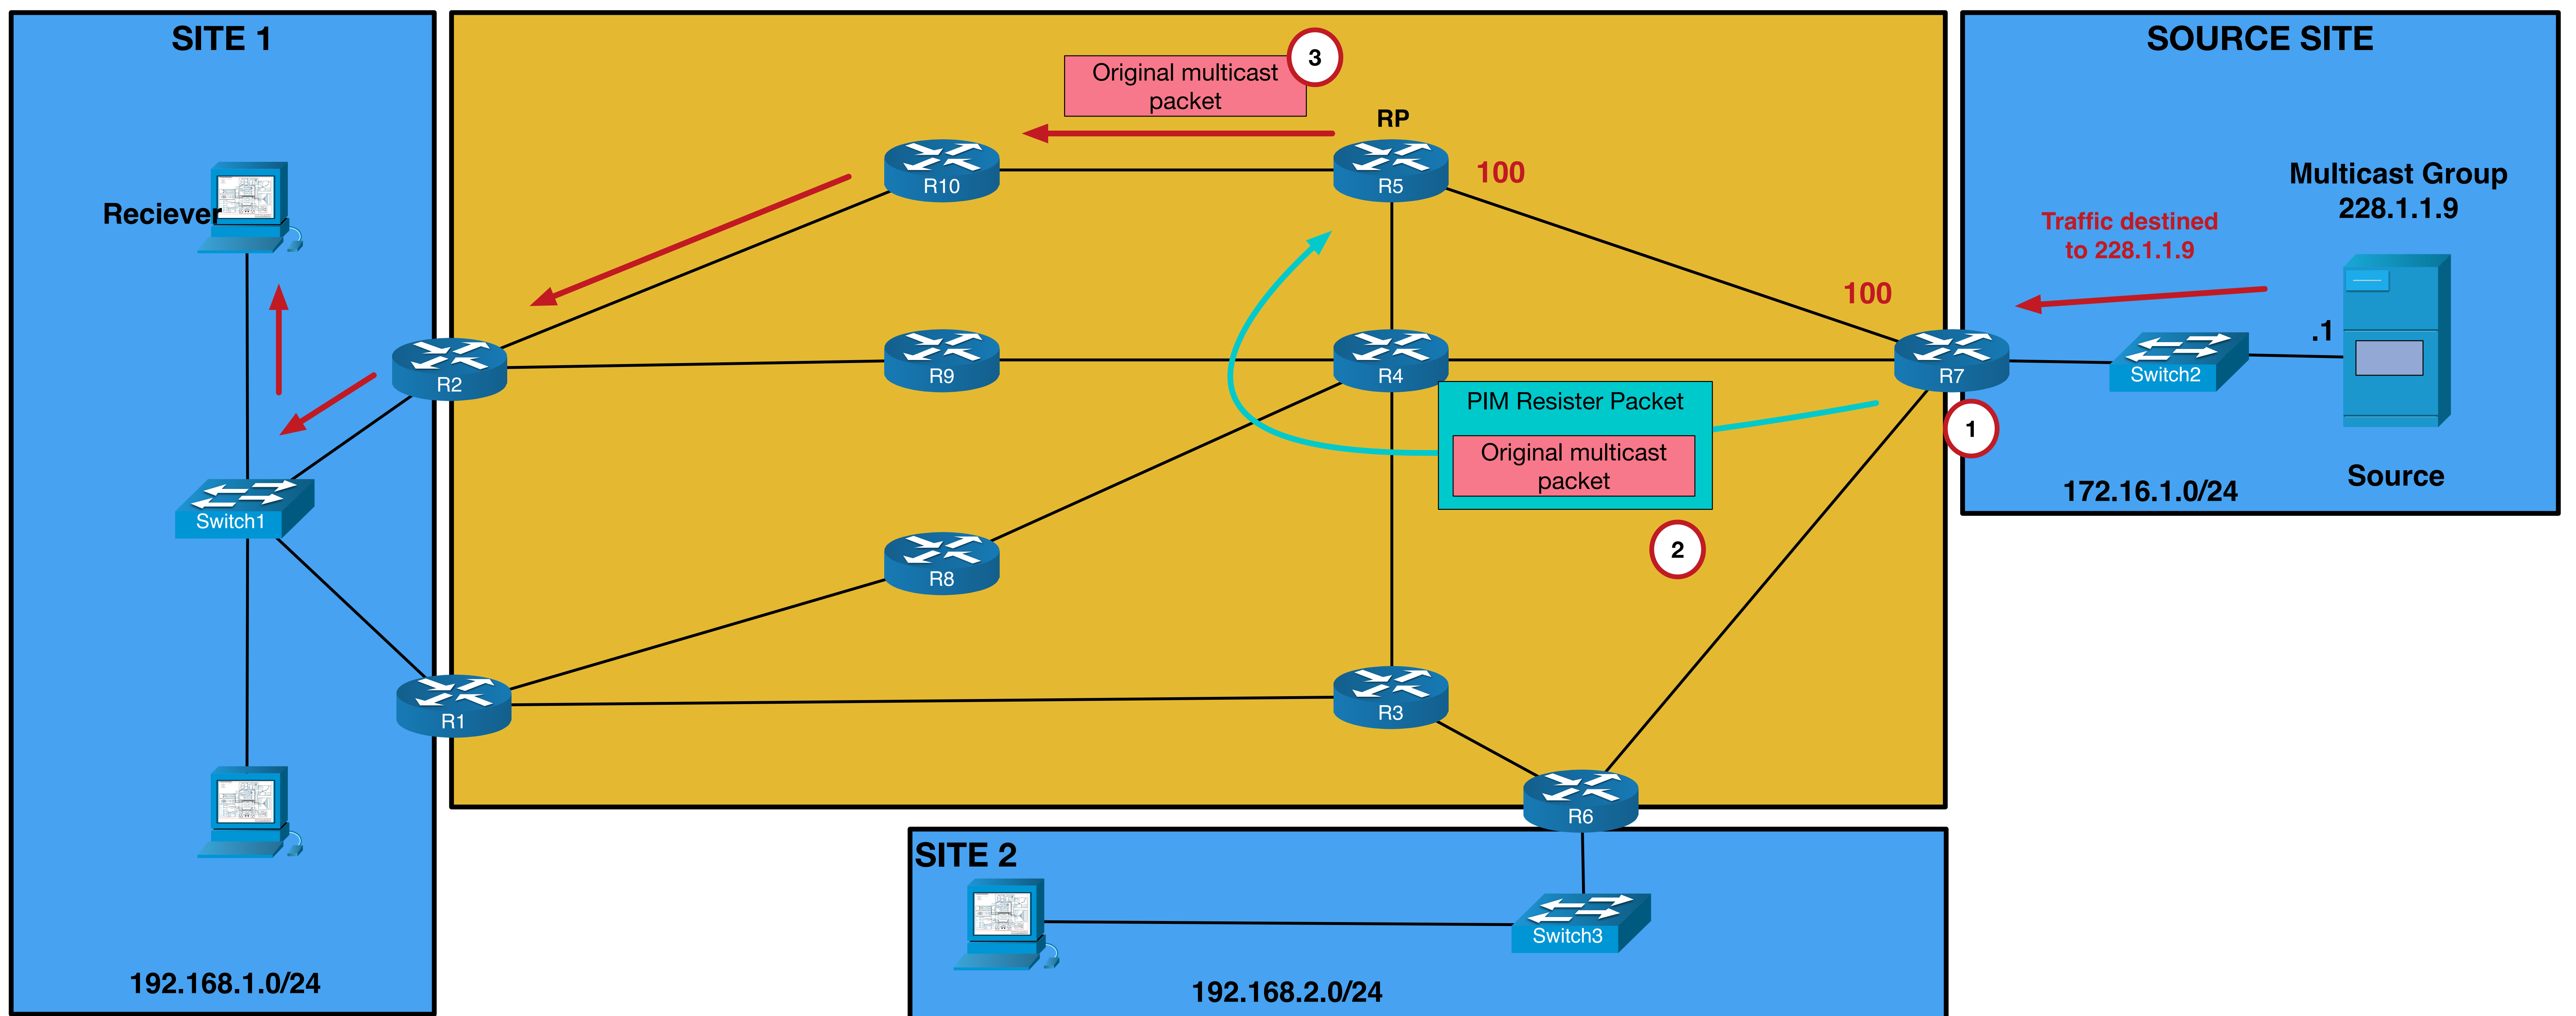 SITE 1
SOURCE SITE
3
Original multicast
packet
RP
R10
R5
100
Multicast Group
228.1.1.9
Reciever
Traffic destined
to 228.1.1.9
100
.1
R2
R9
R4
R7
Switch2
PIM Resister Packet
Original multicast
packet
1
Source
172.16.1.0/24
Switch1
2
R8
R1
R3
R6
SITE 2
Switch3
192.168.1.0/24
192.168.2.0/24